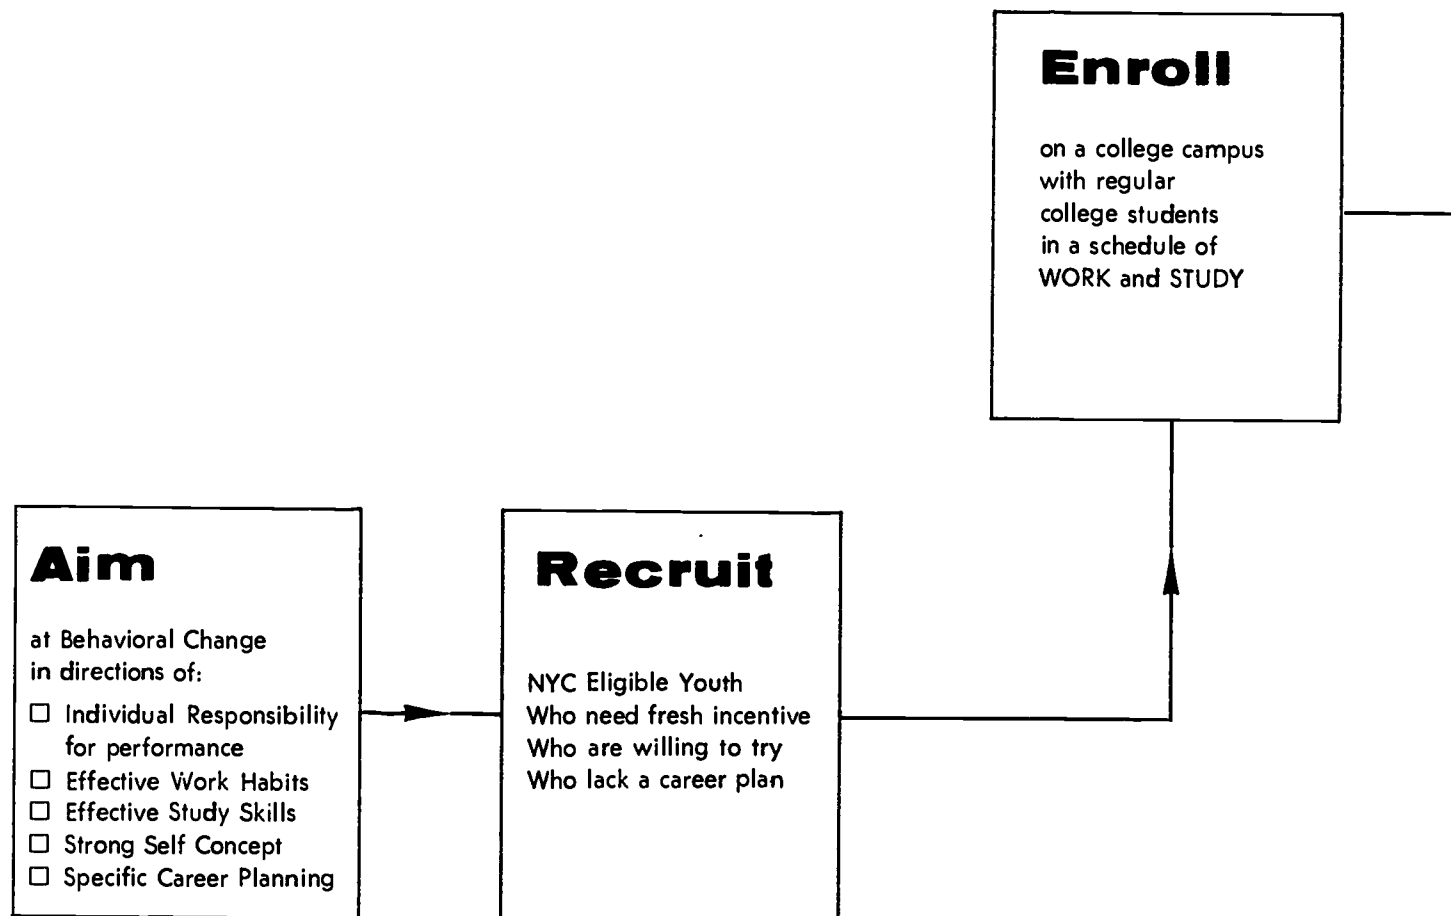 Aim
at Behavioral Change
in directions of:
☐ Individual Responsibility
for performance
☐ Effective Work Habits
☐ Effective Study Skills
☐ Strong Self Concept
☐ Specific Career Planning
Recruit
NYC Eligible Youth
Who need fresh incentive
Who are willing to try
Who lack a career plan
Enroll
on a college campus
with regular
college students
in a schedule of
WORK and STUDY